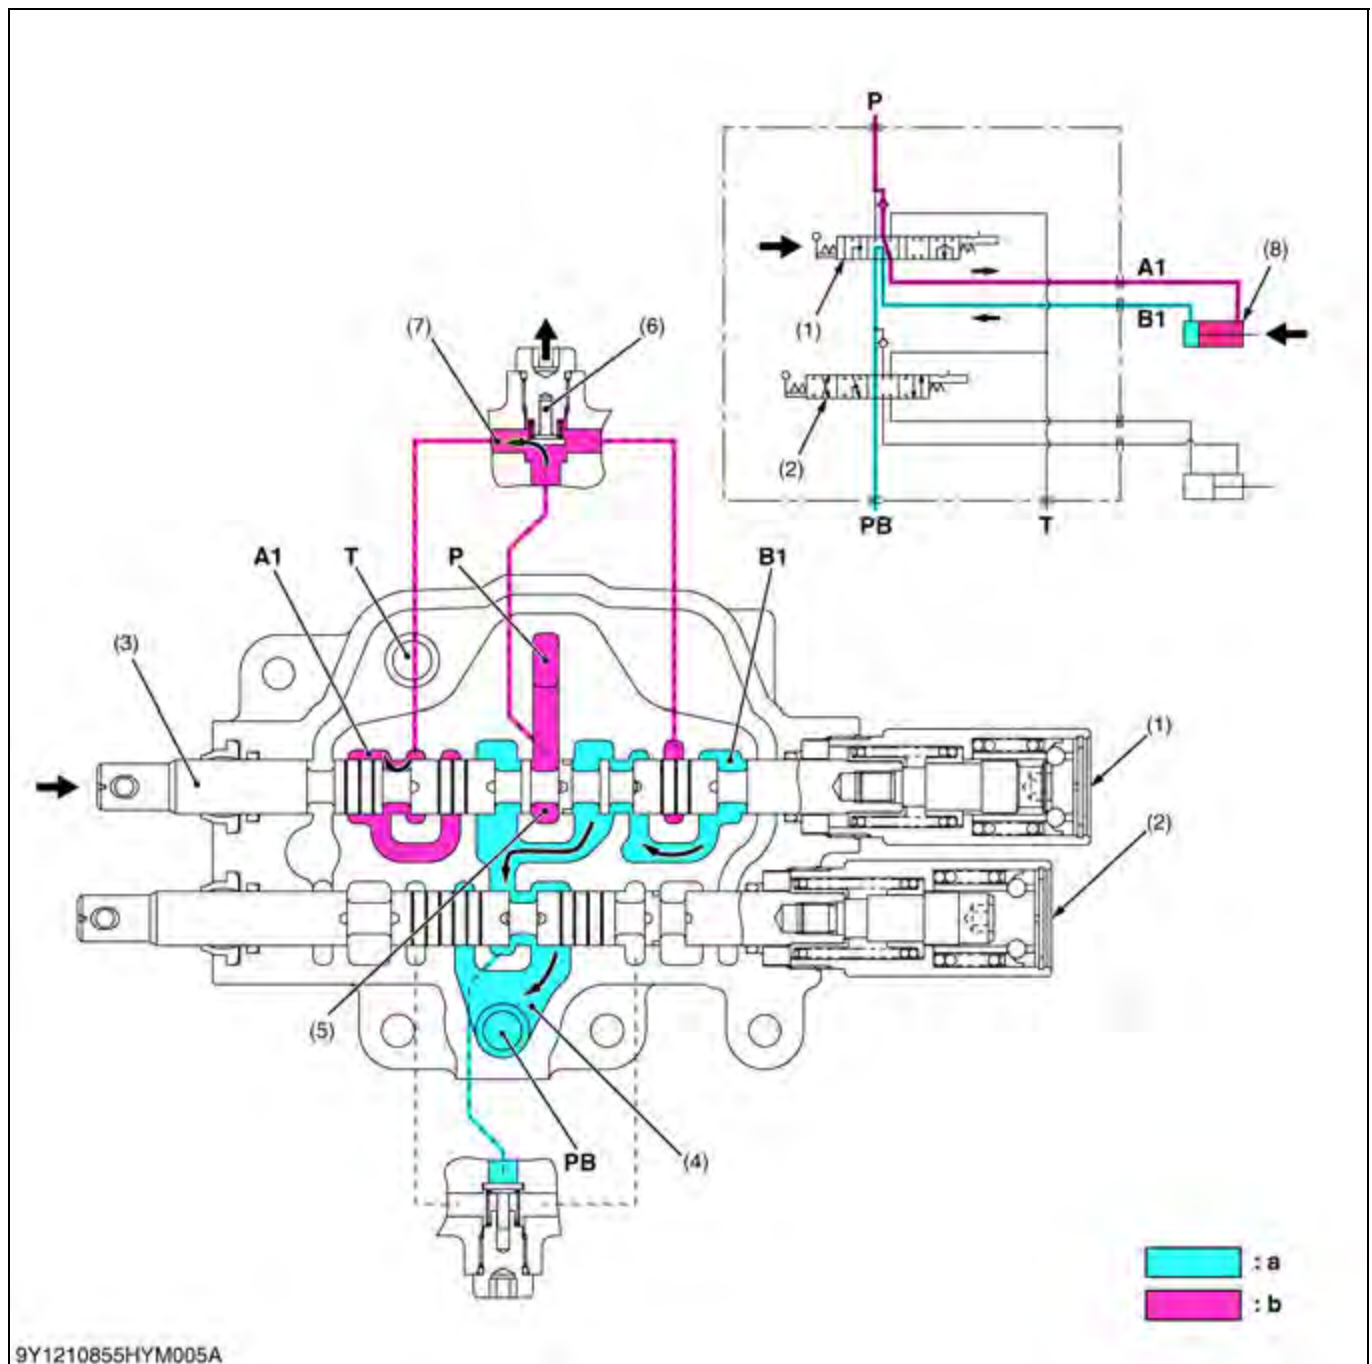 P
(8)
A1
B1
(1)
(7)
(6)
(2)
PB
T
A1
T
P
B1
(3)
(1)
(2)
(5)
PB
(4)
: a
: b
9Y1210855HYM005A